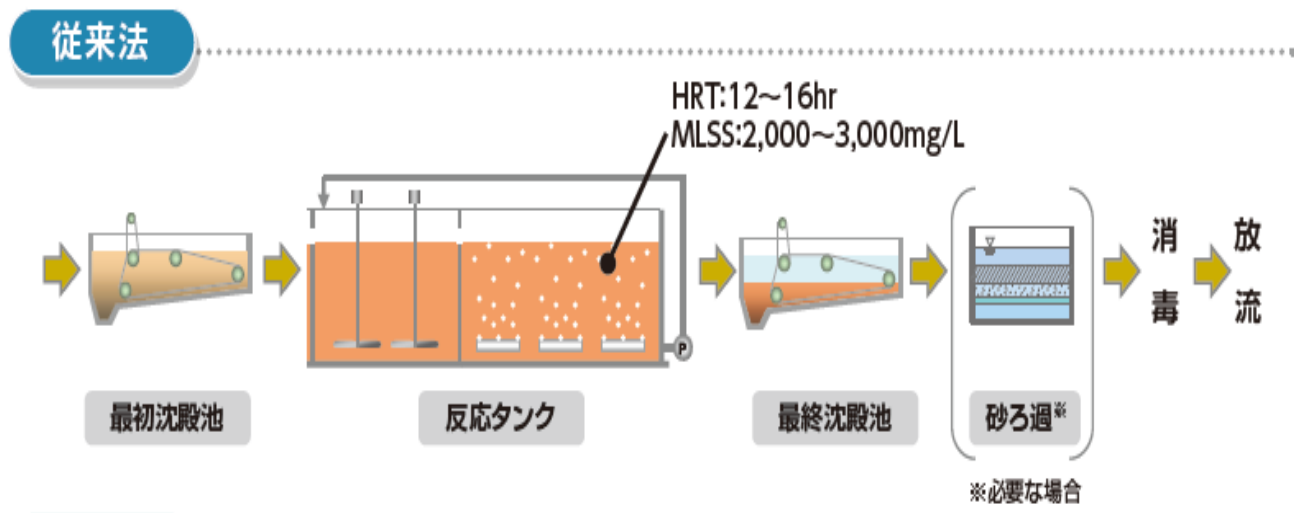 従来法
HRT:12～16hr
MLSS:2,000～3,000mg/L
P
消毒
放流
最初沈殿池
反応タンク
最終沈殿池
砂ろ過※
※必要な場合